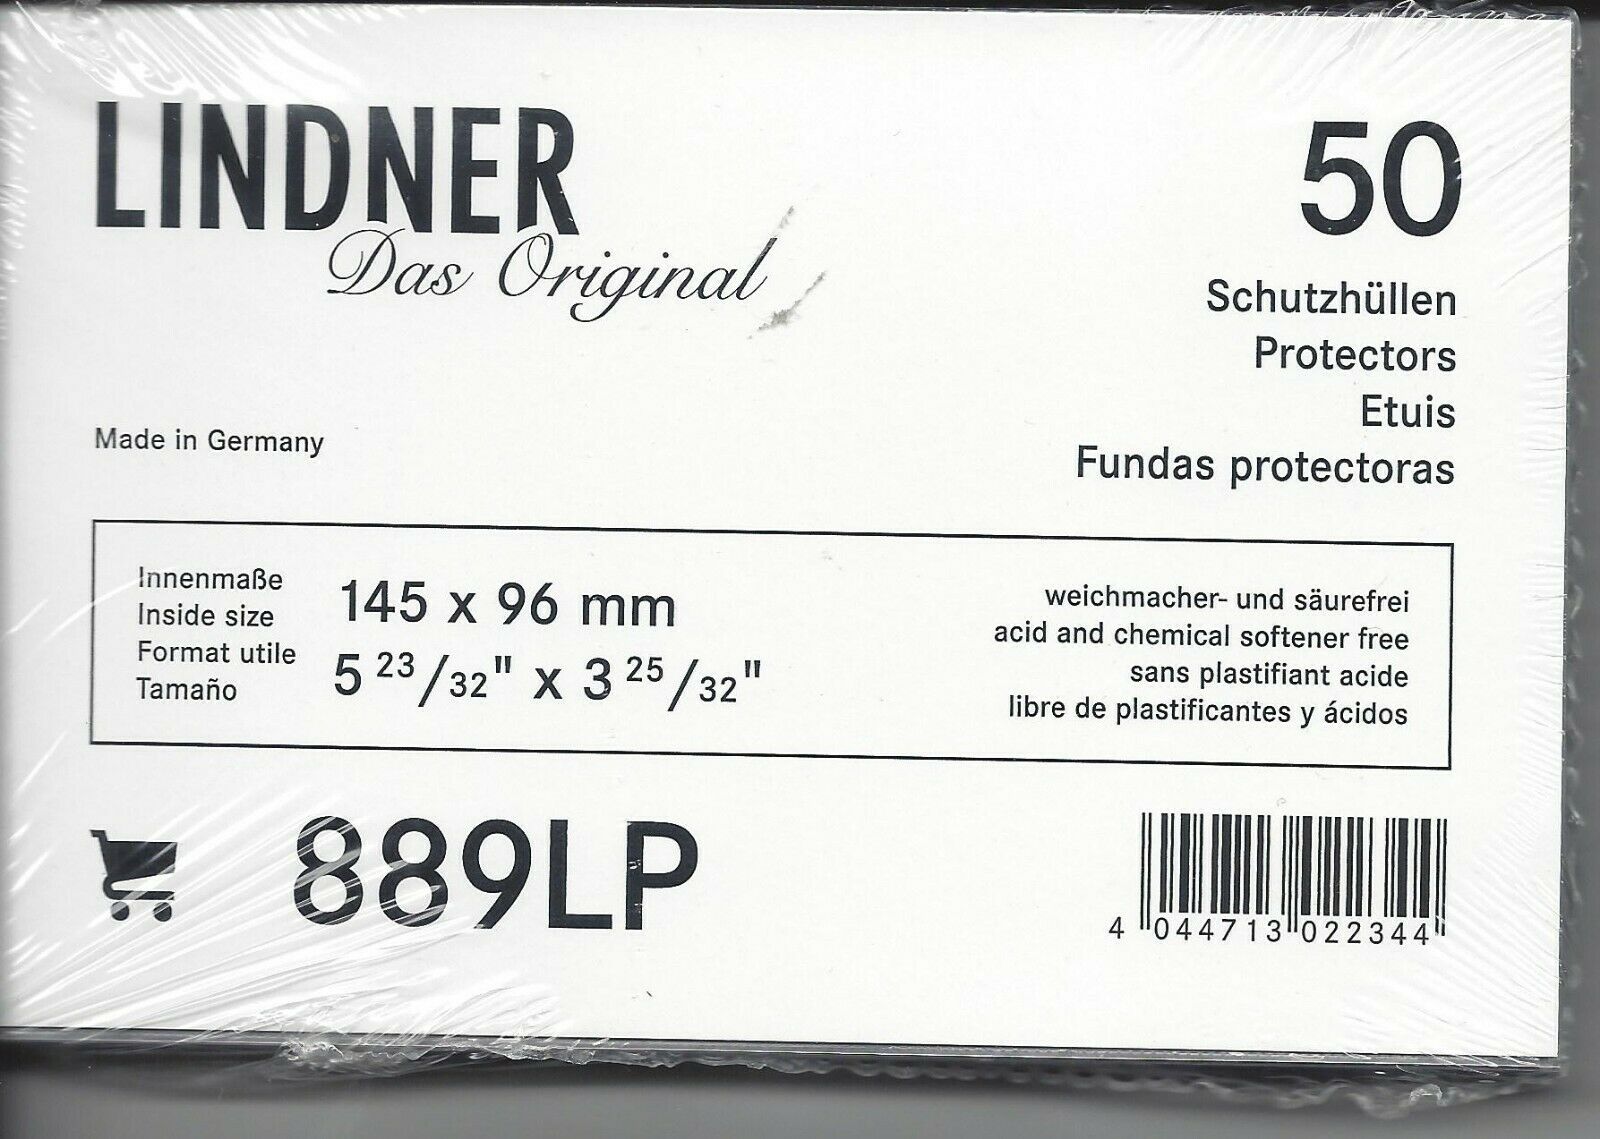 LINDNER
Das Original
50
Schutzhüllen
Protectors
Etuis
Fundas protectoras
Made in Germany
Innenmaße
Inside size
Format utile
Tamaño
145 x 96 mm
5 23/32" x 3 25/32"
weichmacher- und säurefrei
acid and chemical softener free
sans plastifiant acide
libre de plastificantes y ácidos
889LP
4 044713 022344